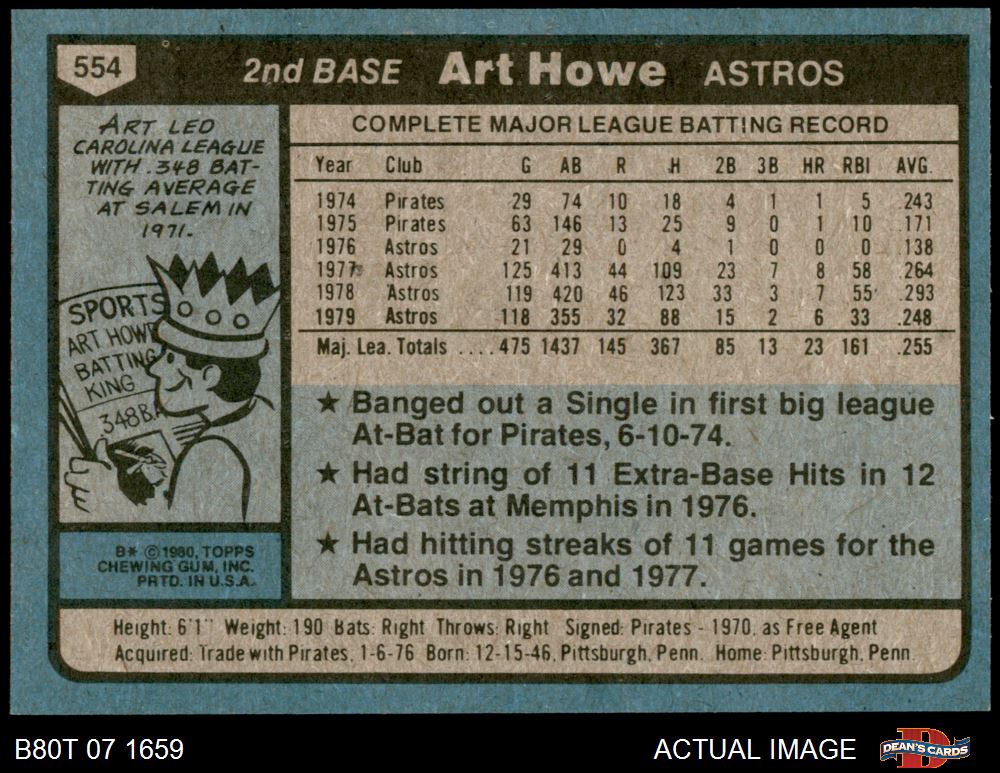 554
2nd BASE Art Howe ASTROS
ART LED
CAROLINA LEAGUE
WITH .348 BAT-
TING AVERAGE
AT SALEM IN
1971.
SPORTS
ART HOWE
BATTING
KING
.348 B.A
B* ©1980, TOPPS
CHEWING GUM, INC.
PRTD. IN U.S.A.
COMPLETE MAJOR LEAGUE BATTING RECORD
Year Club G AB R H 2B 3B HR RBI AVG.
1974 Pirates 29 74 10 18 4 1 1 5 .243
1975 Pirates 63 146 13 25 9 0 1 10 .171
1976 Astros 21 29 0 4 1 0 0 0 .138
1977 Astros 125 413 44 109 23 7 8 58 .264
1978 Astros 119 420 46 123 33 3 7 55 .293
1979 Astros 118 355 32 88 15 2 6 33 .248
Maj. Lea. Totals .... 475 1437 145 367 85 13 23 161 .255
★ Banged out a Single in first big league
At-Bat for Pirates, 6-10-74.
★ Had string of 11 Extra-Base Hits in 12
At-Bats at Memphis in 1976.
★ Had hitting streaks of 11 games for the
Astros in 1976 and 1977.
Height: 6'1" Weight: 190 Bats: Right Throws: Right Signed: Pirates - 1970, as Free Agent
Acquired: Trade with Pirates, 1-6-76 Born: 12-15-46, Pittsburgh, Penn. Home: Pittsburgh, Penn.
B80T 07 1659
ACTUAL IMAGE
DEAN'S CARDS